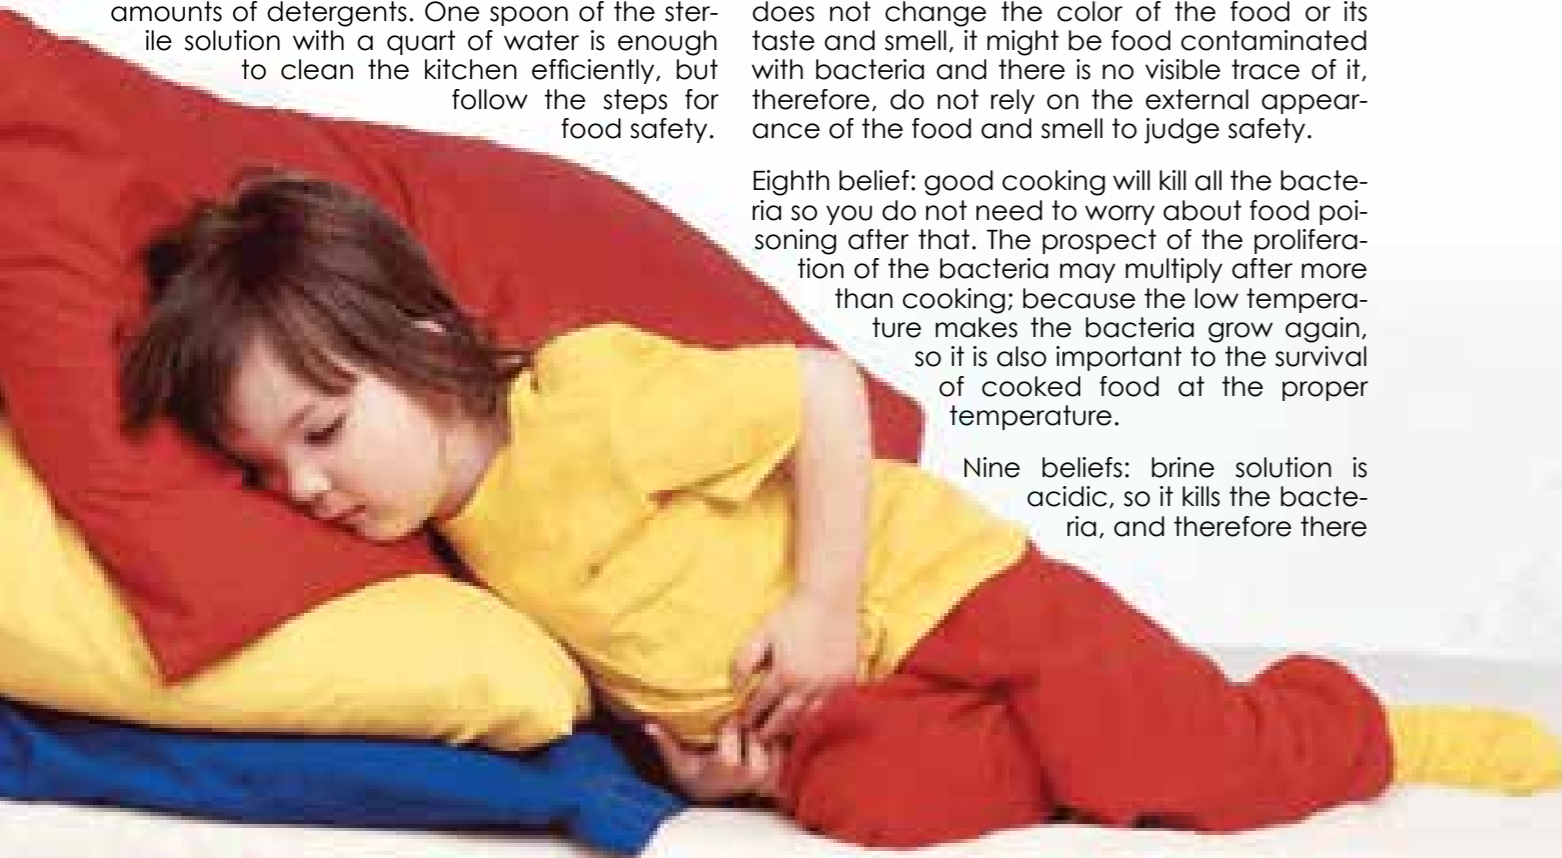 amounts of detergents. One spoon of the ster-
ile solution with a quart of water is enough
to clean the kitchen efficiently, but
follow the steps for
food safety.
does not change the color of the food or its
taste and smell, it might be food contaminated
with bacteria and there is no visible trace of it,
therefore, do not rely on the external appear-
ance of the food and smell to judge safety.
Eighth belief: good cooking will kill all the bacte-
ria so you do not need to worry about food poi-
soning after that. The prospect of the prolifera-
tion of the bacteria may multiply after more
than cooking; because the low tempera-
ture makes the bacteria grow again,
so it is also important to the survival
of cooked food at the proper
temperature.
Nine beliefs: brine solution is
acidic, so it kills the bacte-
ria, and therefore there